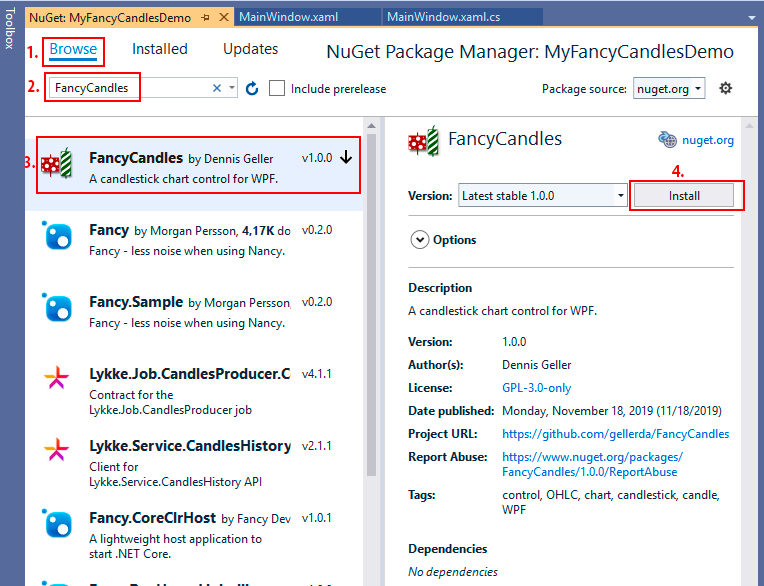 Toolbox
NuGet: MyFancyCandlesDemo
MainWindow.xaml
MainWindow.xaml.cs
1.
Browse
Installed
Updates
NuGet Package Manager: MyFancyCandlesDemo
2.
FancyCandles
Include prerelease
Package source:
nuget.org
3.
FancyCandles by Dennis Geller
v1.0.0
A candlestick chart control for WPF.
Fancy by Morgan Persson, 4,17K do
v0.2.0
Fancy - less noise when using Nancy.
Fancy.Sample by Morgan Persson,
v0.2.0
Fancy - less noise when using Nancy.
Lykke.Job.CandlesProducer.C
v4.1.1
Contract for the
Lykke.Job.CandlesProducer job
Lykke.Service.CandlesHistory
v2.1.1
Client for
Lykke.Service.CandlesHistory API
Fancy.CoreClrHost by Fancy Dev
v1.0.1
A lightweight host application to
start .NET Core.
FancyCandles
nuget.org
4.
Version:
Latest stable 1.0.0
Install
Options
Description
A candlestick chart control for WPF.
Version: 1.0.0
Author(s): Dennis Geller
License: GPL-3.0-only
Date published: Monday, November 18, 2019 (11/18/2019)
Project URL: https://github.com/gellerda/FancyCandles
Report Abuse: https://www.nuget.org/packages/
FancyCandles/1.0.0/ReportAbuse
Tags: control, OHLC, chart, candlestick, candle,
WPF
Dependencies
No dependencies